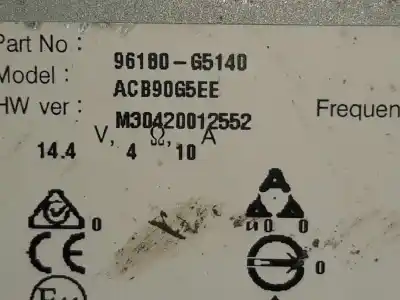 Part No : 96180-G5140
Model : ACB90G5EE
HW ver : M30420012552
Frequen
14.4 V, 4 Ω, 10 A
0
0 0
CE
0